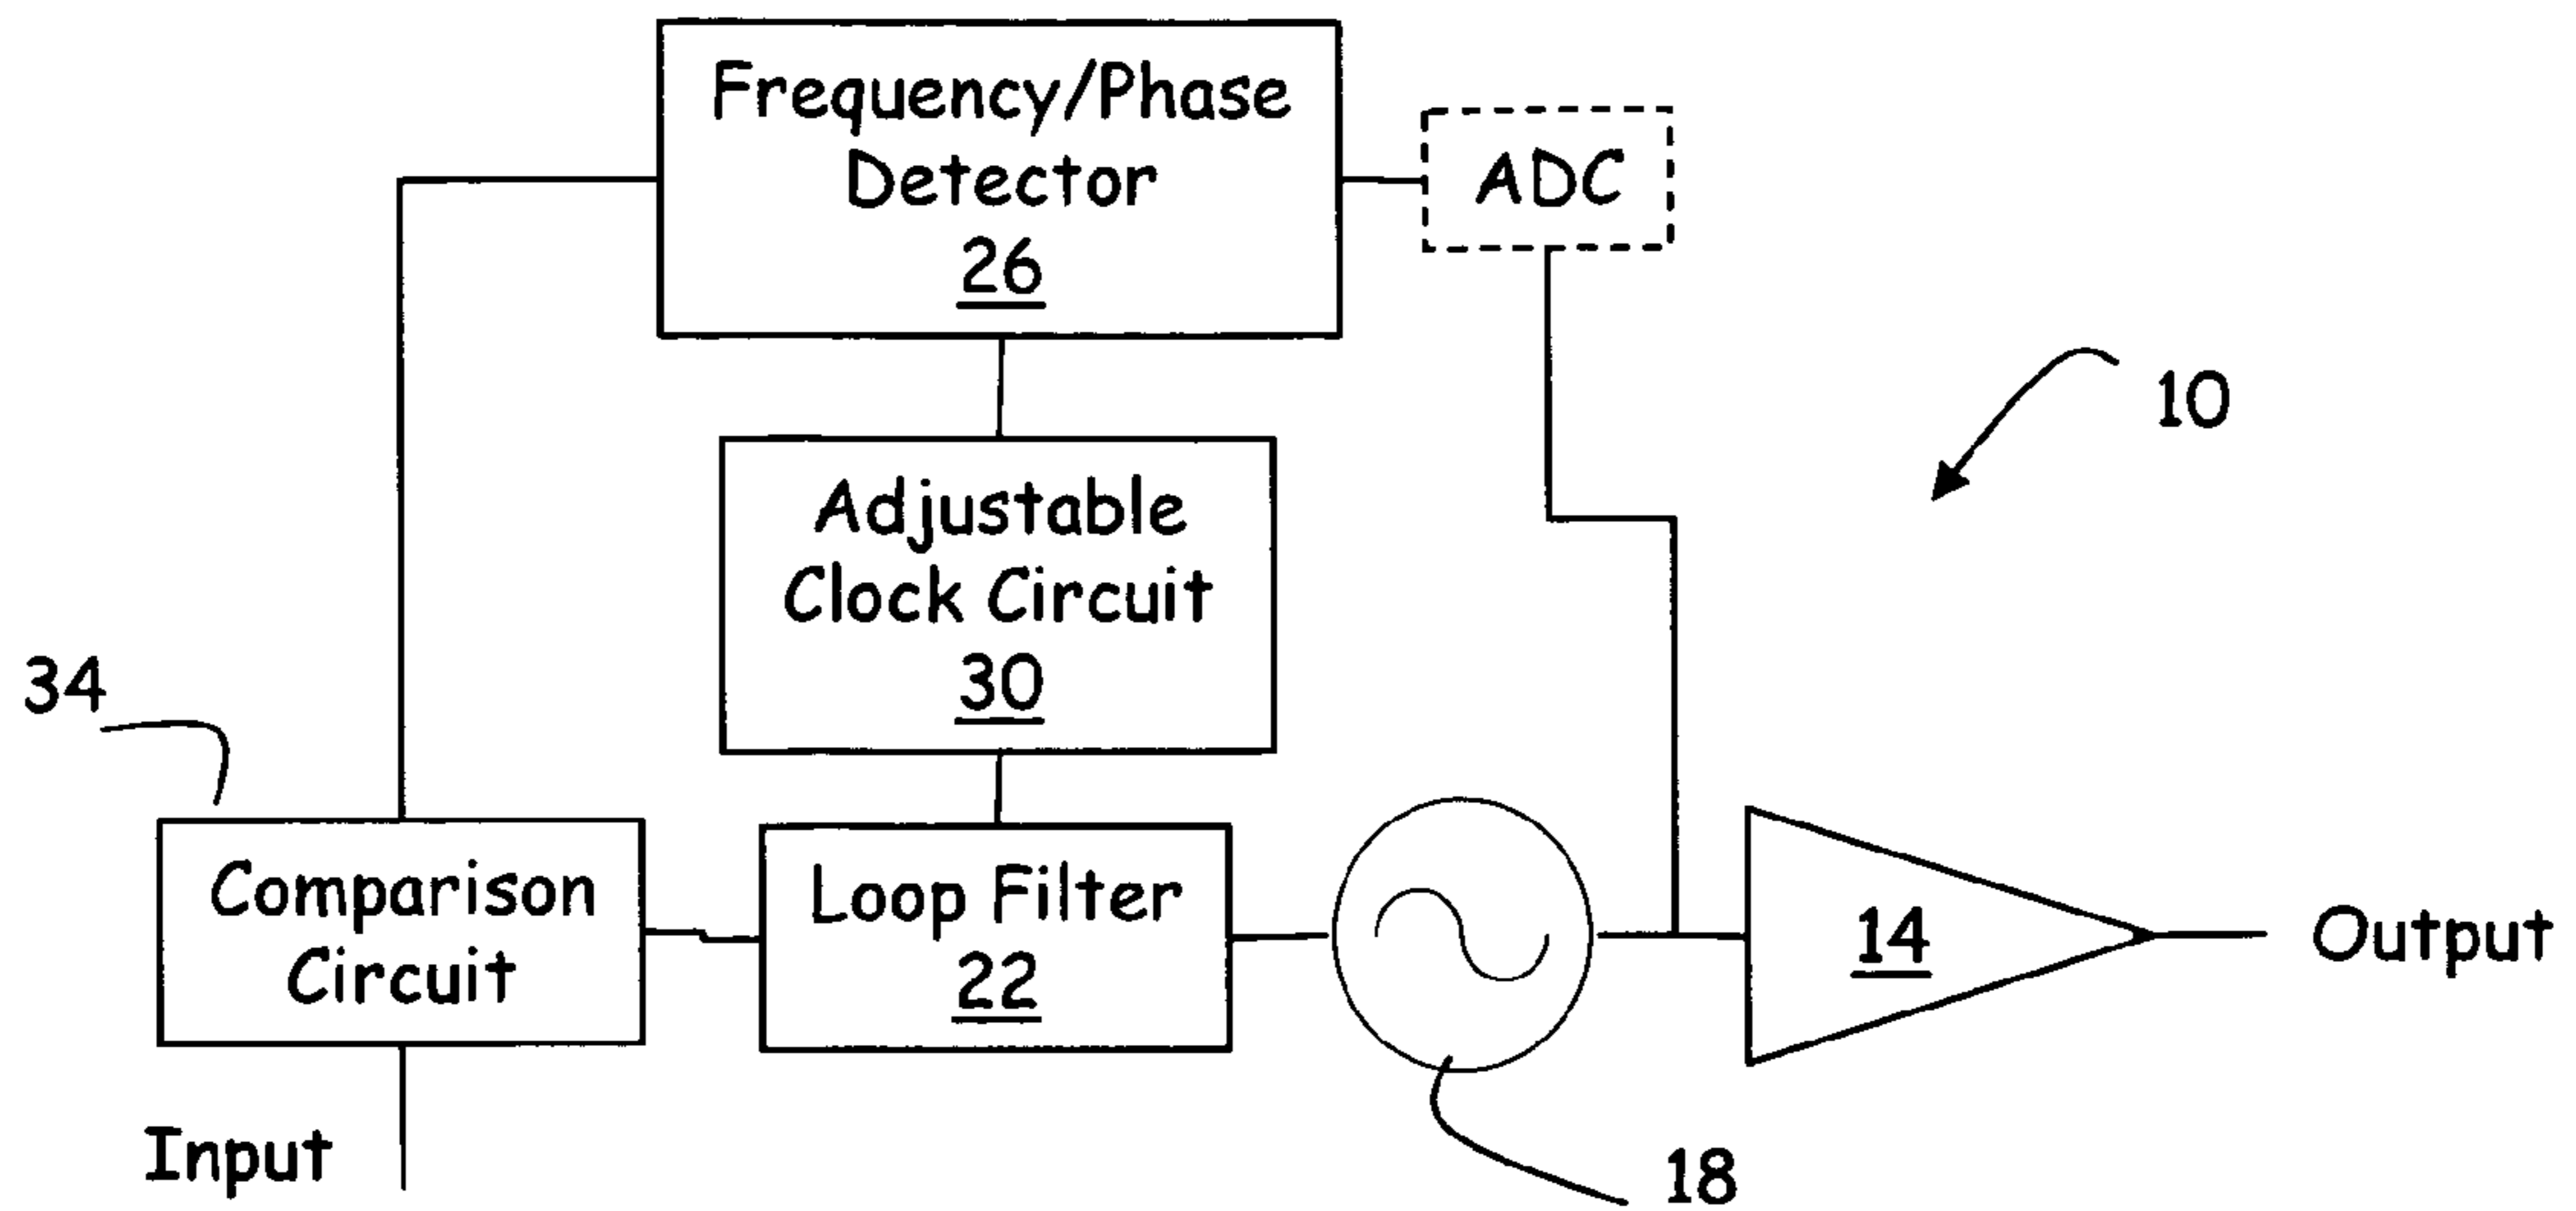 Frequency/Phase
Detector
26
ADC
10
Adjustable
Clock Circuit
30
34
Comparison
Circuit
Loop Filter
22
14
Output
Input
18